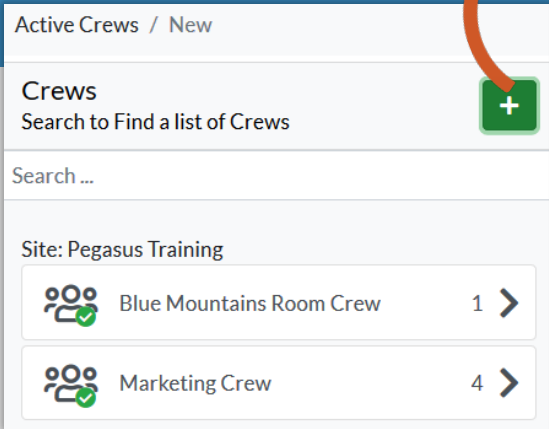 Active Crews / New
Crews
+
Search to Find a list of Crews
Search ...
Site: Pegasus Training
Blue Mountains Room Crew 1
Marketing Crew 4